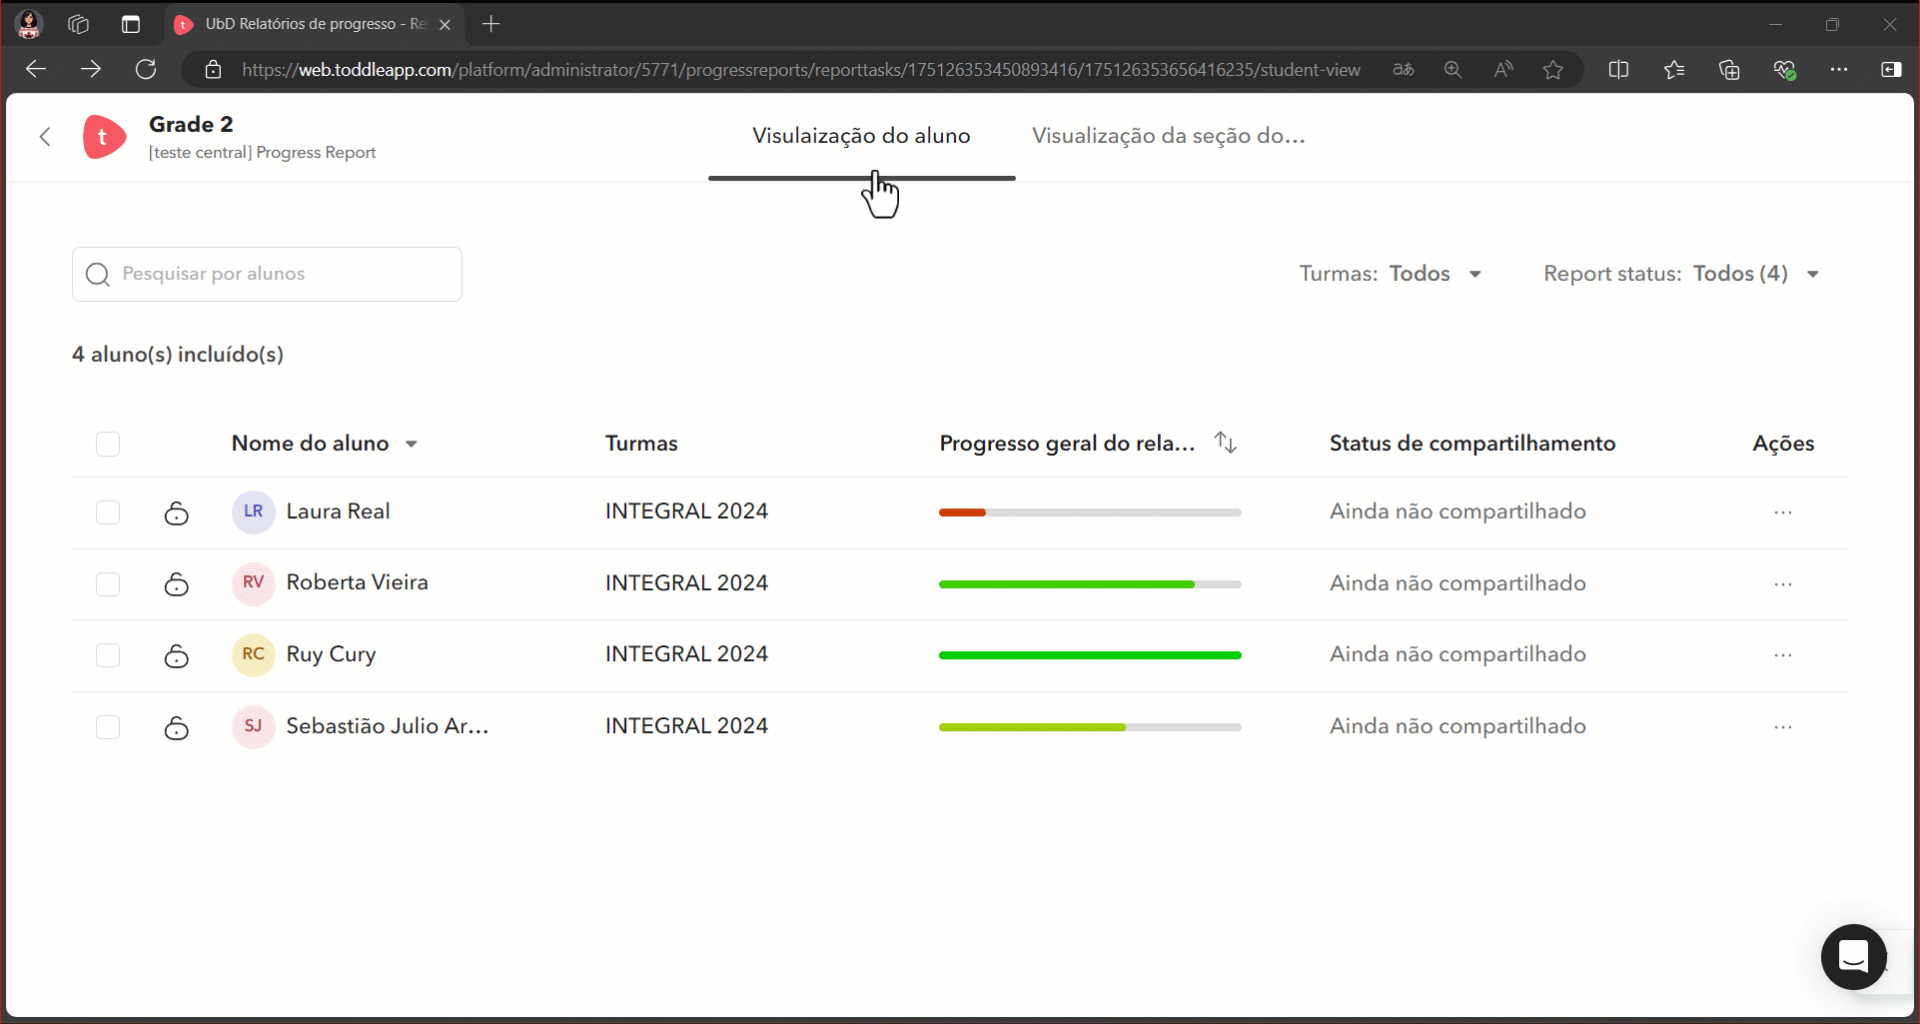 UbD Relatórios de progresso - Re
https://web.toddleapp.com/platform/administrator/5771/progressreports/reporttasks/175126353450893416/175126353656416235/student-view
t
Grade 2
[teste central] Progress Report
Visulaização do aluno
Visualização da seção do...
Pesquisar por alunos
Turmas: Todos
Report status: Todos (4)
4 aluno(s) incluído(s)
Nome do aluno
Turmas
Progresso geral do rela...
Status de compartilhamento
Ações
LR Laura Real INTEGRAL 2024 Ainda não compartilhado ...
RV Roberta Vieira INTEGRAL 2024 Ainda não compartilhado ...
RC Ruy Cury INTEGRAL 2024 Ainda não compartilhado ...
SJ Sebastião Julio Ar... INTEGRAL 2024 Ainda não compartilhado ...